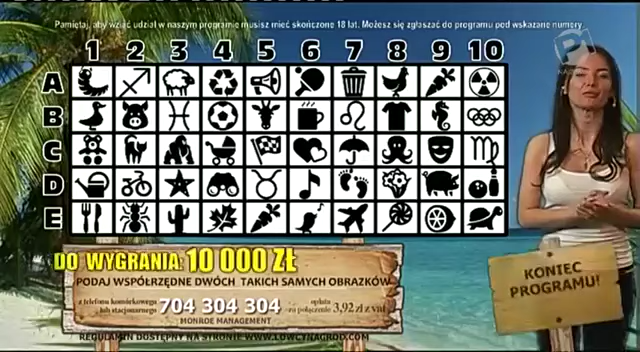 Pamiętaj, aby wziąć udział w naszym programie musisz mieć skończone 18 lat. Możesz się zgłaszać do programu pod wskazane numery.
1 2 3 4 5 6 7 8 9 10
A
B
C
D
E
DO WYGRANIA: 10 000 ZŁ
PODAJ WSPÓŁRZĘDNE DWÓCH TAKICH SAMYCH OBRAZKÓW
z telefonu komórkowego
lub stacjonarnego
704 304 304
opłata
za połączenie 3,92 zł z vat
MONROE MANAGEMENT
REGULAMIN DOSTĘPNY NA STRONIE WWW.LOWCYNAGROD.COM
KONIEC
PROGRAMU!